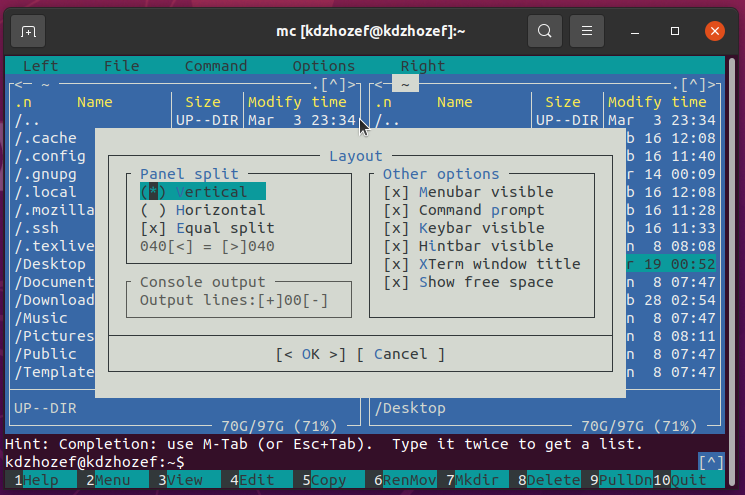 mc [kdzhozef@kdzhozef]:~
Left File Command Options Right
<─ ~ .[^]> <─ ~ .[^]>
.n Name Size Modify time .n Name Size Modify time
/.. UP--DIR Mar 3 23:34 /.. UP--DIR Mar 3 23:34
/.cache b 16 12:08
/.config b 16 11:40
/.gnupg r 14 00:09
/.local b 16 12:08
/.mozilla b 16 11:28
/.ssh b 16 11:33
/.texlive n 8 08:08
/Desktop r 19 00:52
/Document n 8 07:47
/Download b 28 02:54
/Music n 8 07:47
/Pictures n 8 08:11
/Public n 8 07:47
/Template n 8 07:47
Layout
Panel split
(*) Vertical
( ) Horizontal
[x] Equal split
040[<] = [>]040
Console output
Output lines:[+]00[-]
Other options
[x] Menubar visible
[x] Command prompt
[x] Keybar visible
[x] Hintbar visible
[x] XTerm window title
[x] Show free space
[< OK >] [ Cancel ]
UP--DIR /Desktop
70G/97G (71%) 70G/97G (71%)
Hint: Completion: use M-Tab (or Esc+Tab). Type it twice to get a list.
kdzhozef@kdzhozef:~$ [^]
1Help 2Menu 3View 4Edit 5Copy 6RenMov 7Mkdir 8Delete 9PullDn 10Quit